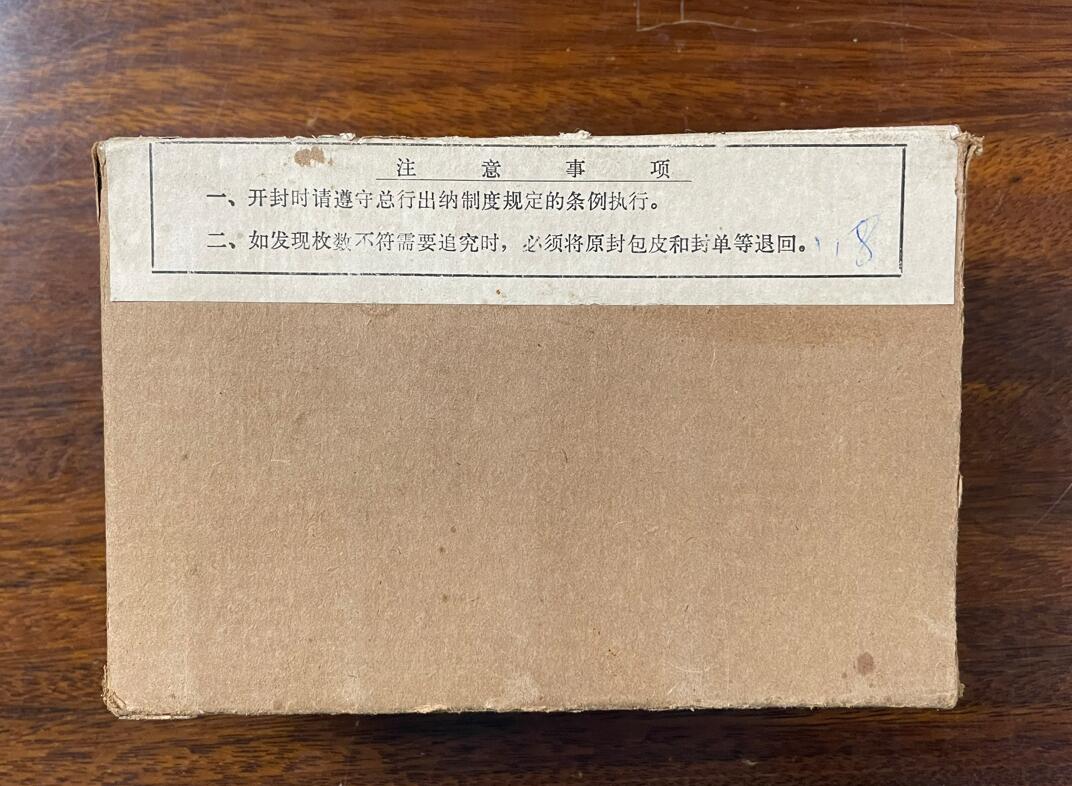 注意事项
一、开封时请遵守总行出纳制度规定的条例执行。
二、如发现枚数不符需要追究时，必须将原封包皮和封单等退回。